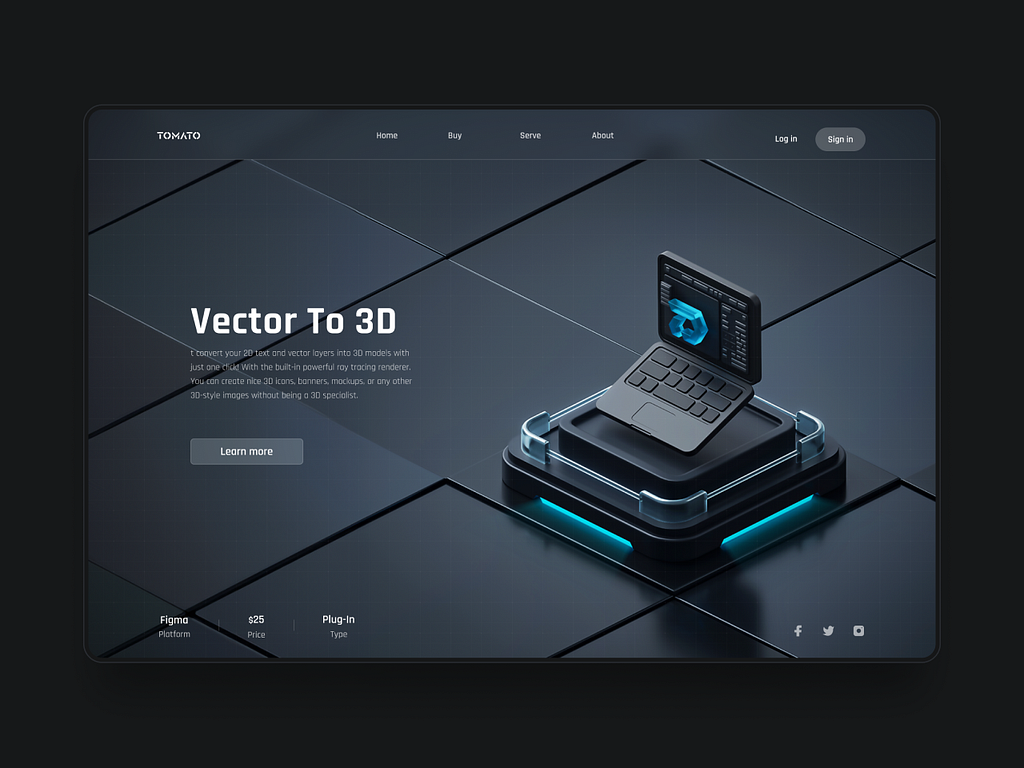 TOMATO
Home
Buy
Serve
About
Log in
Sign in
Vector To 3D
t convert your 2D text and vector layers into 3D models with
just one click! With the built-in powerful ray tracing renderer.
You can create nice 3D icons, banners, mockups, or any other
3D-style images without being a 3D specialist.
Learn more
Figma
Platform
$25
Price
Plug-In
Type